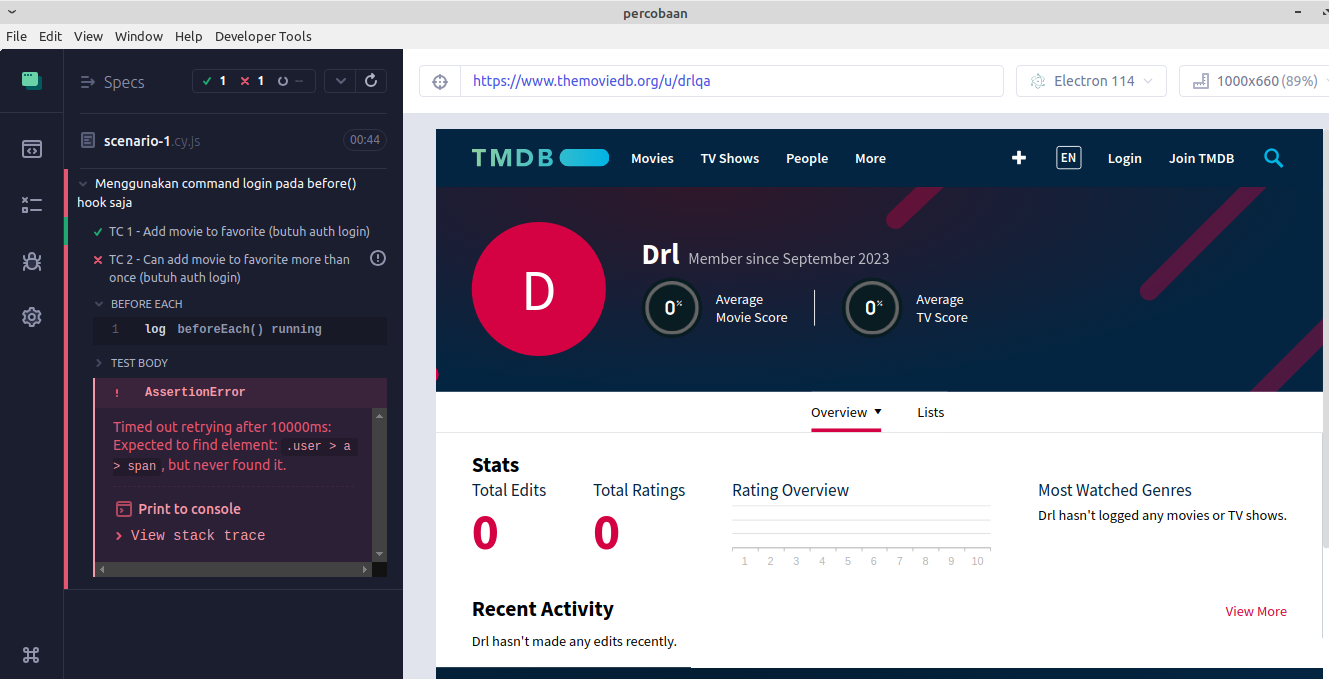 percobaan
File Edit View Window Help Developer Tools
Specs
1 1 --
https://www.themoviedb.org/u/drlqa
Electron 114
1000x660 (89%)
scenario-1.cy.js
00:44
Menggunakan command login pada before()
hook saja
TC 1 - Add movie to favorite (butuh auth login)
TC 2 - Can add movie to favorite more than
once (butuh auth login)
BEFORE EACH
1 log beforeEach() running
TEST BODY
! AssertionError
Timed out retrying after 10000ms:
Expected to find element: .user > a
> span, but never found it.
Print to console
View stack trace
TMDB Movies TV Shows People More
EN Login Join TMDB
D
Drl Member since September 2023
0% Average
Movie Score
0% Average
TV Score
Overview Lists
Stats
Total Edits
0
Total Ratings
0
Rating Overview
1 2 3 4 5 6 7 8 9 10
Most Watched Genres
Drl hasn't logged any movies or TV shows.
Recent Activity
View More
Drl hasn't made any edits recently.